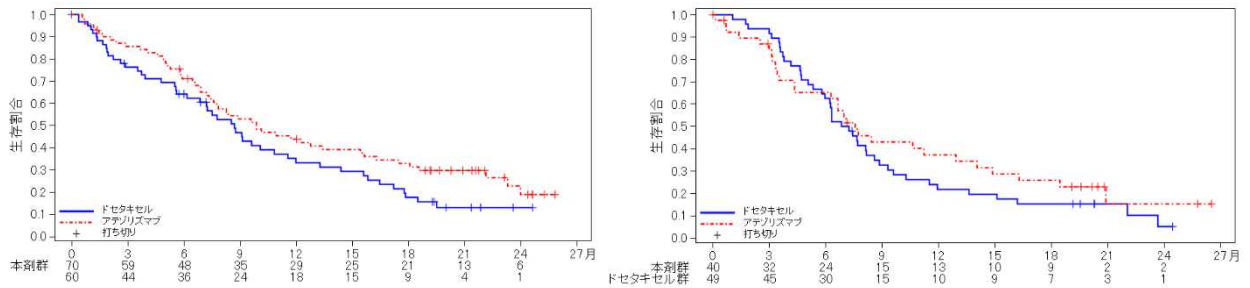 1.0
0.9
0.8
0.7
0.6
0.5
0.4
0.3
0.2
0.1
0.0
生存割合
ドセタキセル
アテゾリズマブ
打ち切り
0 3 6 9 12 15 18 21 24 27月
本剤群 70 59 48 35 29 25 21 13 6
60 44 36 24 18 15 9 4 1
1.0
0.9
0.8
0.7
0.6
0.5
0.4
0.3
0.2
0.1
0.0
生存割合
ドセタキセル
アテゾリズマブ
打ち切り
0 3 6 9 12 15 18 21 24 27月
本剤群 40 32 24 15 13 10 9 2 2
ドセタキセル群 49 45 30 15 10 9 7 3 1